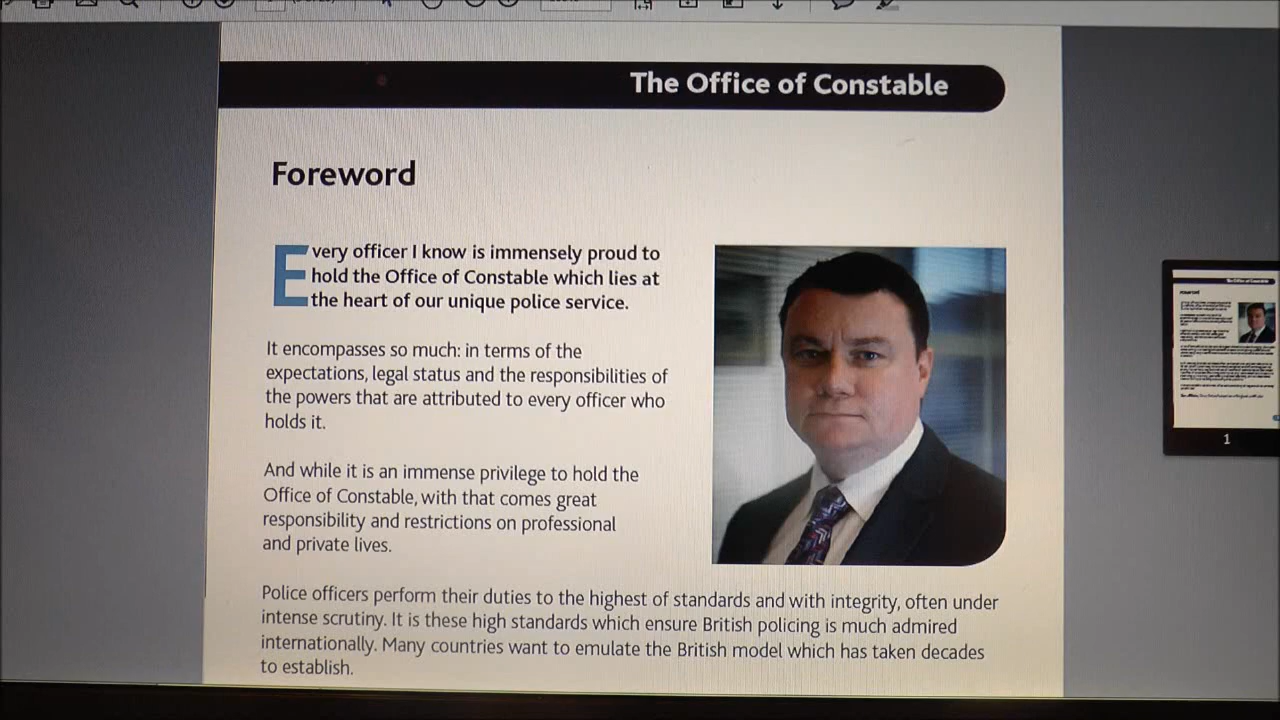 The Office of Constable
Foreword
Every officer I know is immensely proud to
hold the Office of Constable which lies at
the heart of our unique police service.
It encompasses so much: in terms of the
expectations, legal status and the responsibilities of
the powers that are attributed to every officer who
holds it.
And while it is an immense privilege to hold the
Office of Constable, with that comes great
responsibility and restrictions on professional
and private lives.
Police officers perform their duties to the highest of standards and with integrity, often under
intense scrutiny. It is these high standards which ensure British policing is much admired
internationally. Many countries want to emulate the British model which has taken decades
to establish.
The Office of Constable
Foreword
1